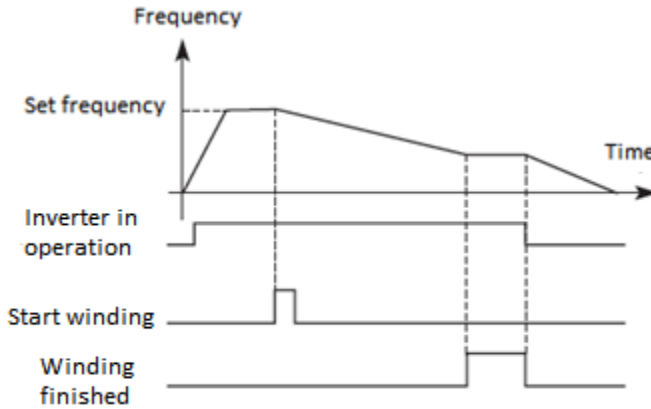 Frequency
Set frequency
Time
Inverter in
operation
Start winding
Winding
finished